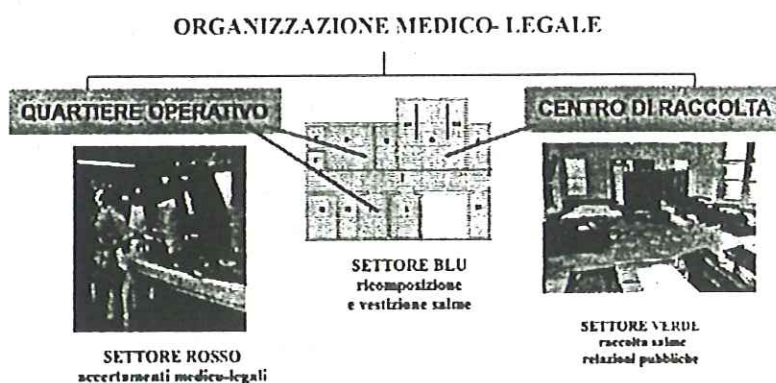 ORGANIZZAZIONE MEDICO- LEGALE
QUARTIERE OPERATIVO
CENTRO DI RACCOLTA
SETTORE BLU
ricomposizione
e vestizione salme
SETTORE ROSSO
accertamenti medico-legali
SETTORE VERDE
raccolta salme
relazioni pubbliche